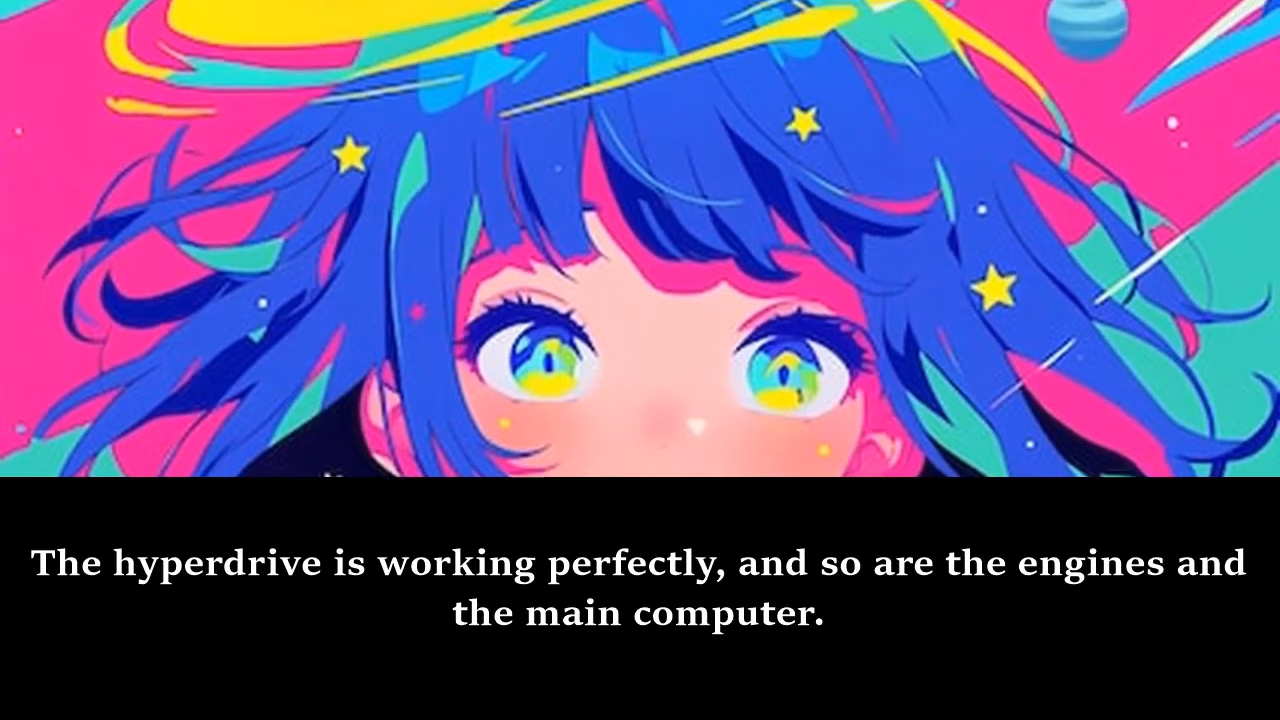 The hyperdrive is working perfectly, and so are the engines and
the main computer.